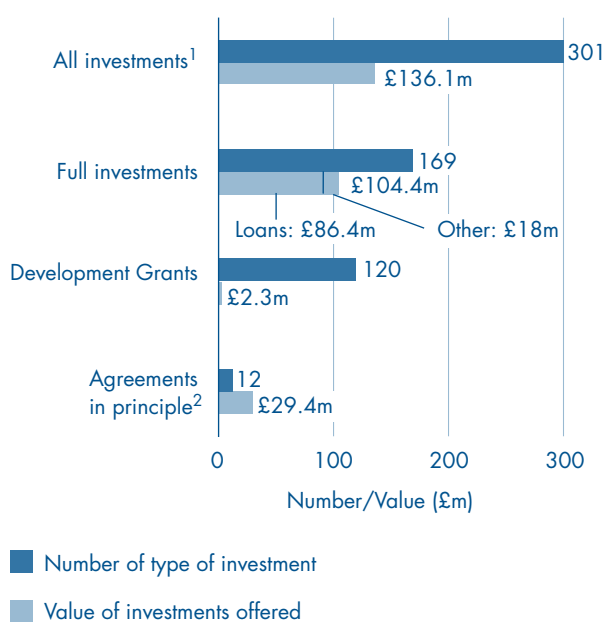 All investments1
301
£136.1m
Full investments
169
£104.4m
Loans: £86.4m
Other: £18m
Development Grants
120
£2.3m
Agreements
in principle2
12
£29.4m
0 100 200 300
Number/Value (£m)
Number of type of investment
Value of investments offered